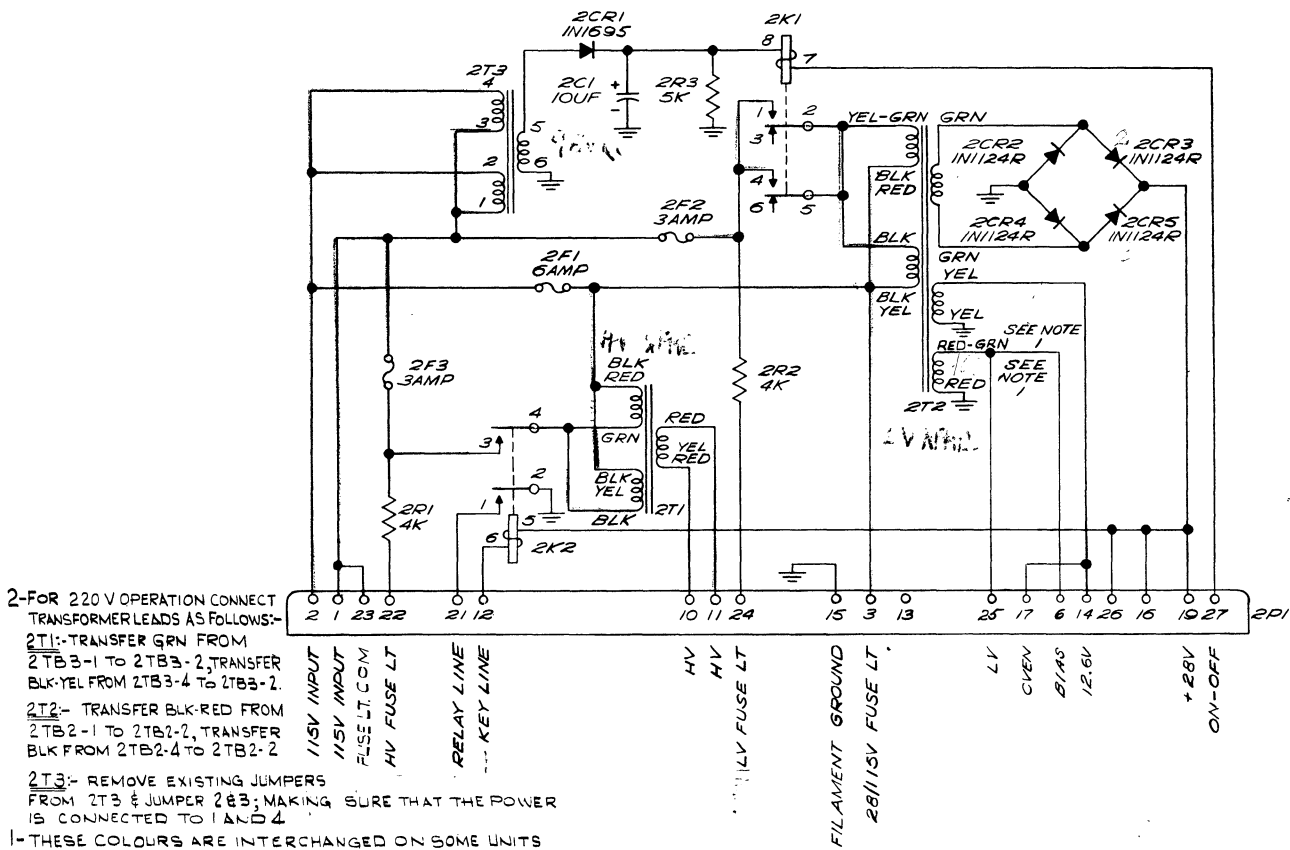 2CR1
1N1695
2K1
8
7
2T3
4
3
2
1
5
6
2C1
10UF
+
-
2R3
5K
1
2
3
4
5
6
YEL-GRN
BLK
RED
BLK
BLK
YEL
GRN
GRN
YEL
YEL
RED-GRN
RED
2T2
SEE NOTE
1
SEE
NOTE
1
2CR2
1N1124R
2CR3
1N1124R
2CR4
1N1124R
2CR5
1N1124R
2F2
3AMP
2F1
6AMP
2F3
3AMP
2R2
4K
BLK
RED
GRN
BLK
YEL
BLK
2T1
RED
YEL
RED
3
4
1
2
5
6
2K2
2R1
4K
2 1 23 22 21 12 10 11 24 15 3 13 25 17 6 14 26 16 19 27 2P1
115V INPUT
115V INPUT
FUSE LT. COM
HV FUSE LT
RELAY LINE
KEY LINE
HV
HV
LV FUSE LT
FILAMENT GROUND
28/115V FUSE LT.
LV
OVEN
BIAS
12.6V
+28V
ON-OFF
2-FOR 220 V OPERATION CONNECT
TRANSFORMER LEADS AS FOLLOWS:-
2T1:-TRANSFER GRN FROM
2TB3-1 TO 2TB3-2, TRANSFER
BLK-YEL FROM 2TB3-4 TO 2TB3-2.
2T2:- TRANSFER BLK-RED FROM
2TB2-1 TO 2TB2-2, TRANSFER
BLK FROM 2TB2-4 TO 2TB2-2
2T3:- REMOVE EXISTING JUMPERS
FROM 2T3 & JUMPER 2&3; MAKING SURE THAT THE POWER
IS CONNECTED TO 1 AND 4
1-THESE COLOURS ARE INTERCHANGED ON SOME UNITS